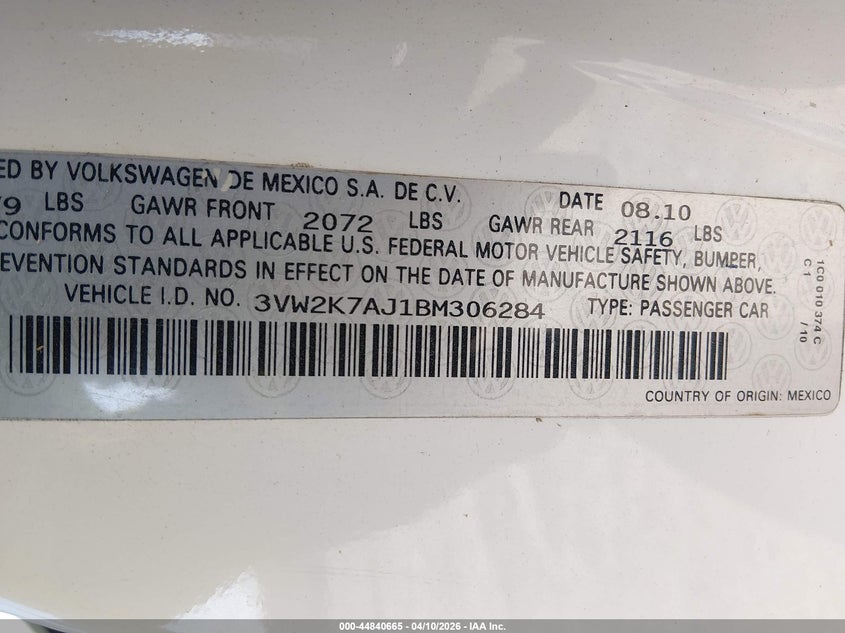 ED BY VOLKSWAGEN DE MEXICO S.A. DE C.V. DATE 08.10
79 LBS GAWR FRONT 2072 LBS GAWR REAR 2116 LBS
CONFORMS TO ALL APPLICABLE U.S. FEDERAL MOTOR VEHICLE SAFETY, BUMPER,
EVENTION STANDARDS IN EFFECT ON THE DATE OF MANUFACTURE SHOWN ABOVE.
VEHICLE I.D. NO. 3VW2K7AJ1BM306284 TYPE: PASSENGER CAR
COUNTRY OF ORIGIN: MEXICO
1C0 010 374 C
C 1 / 10
000-44840665 - 04/10/2026 - IAA Inc.